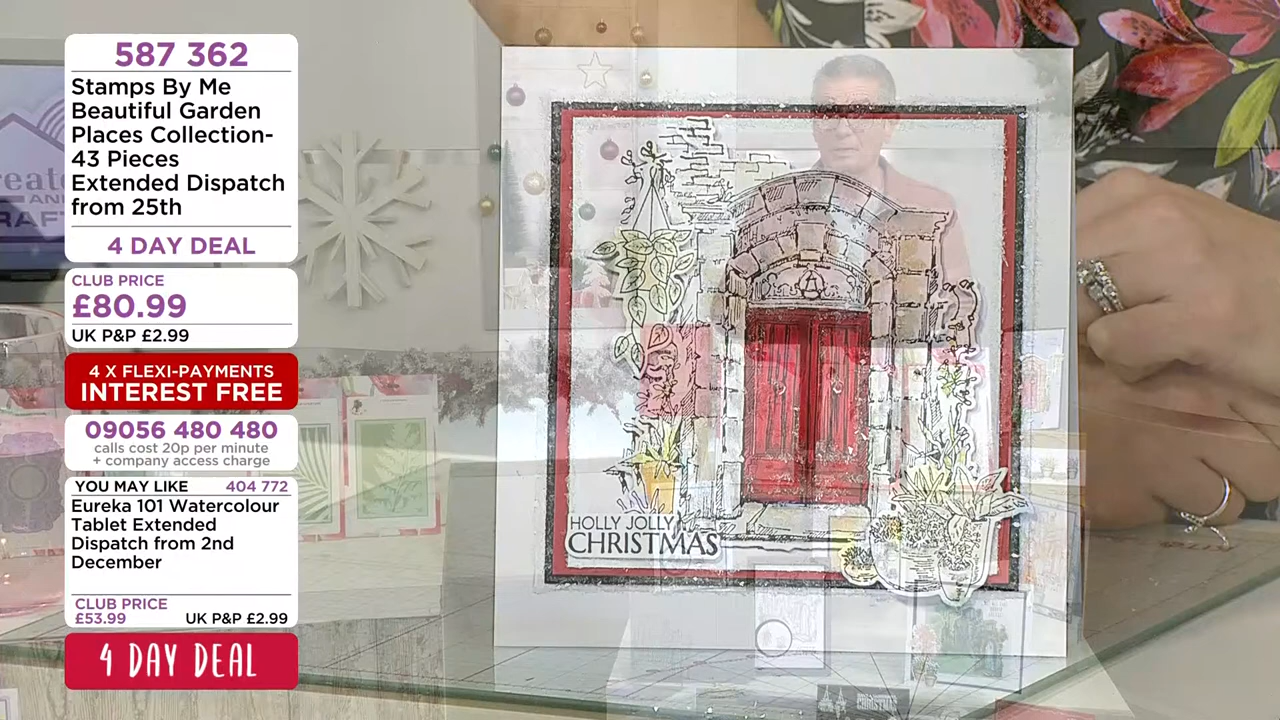 587 362
Stamps By Me
Beautiful Garden
Places Collection-
43 Pieces
Extended Dispatch
from 25th
4 DAY DEAL
CLUB PRICE
£80.99
UK P&P £2.99
4 X FLEXI-PAYMENTS
INTEREST FREE
09056 480 480
calls cost 20p per minute
+ company access charge
YOU MAY LIKE 404 772
Eureka 101 Watercolour
Tablet Extended
Dispatch from 2nd
December
CLUB PRICE
£53.99 UK P&P £2.99
4 DAY DEAL
HOLLY JOLLY
CHRISTMAS